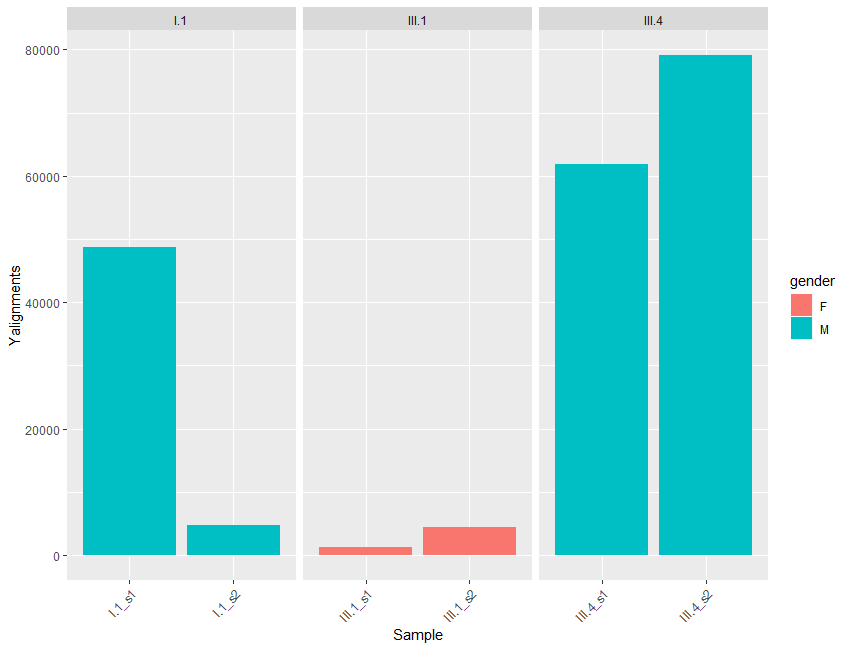 I.1
III.1
III.4
80000
60000
40000
20000
0
Yalignments
I.1_s1
I.1_s2
III.1_s1
III.1_s2
III.4_s1
III.4_s2
Sample
gender
F
M